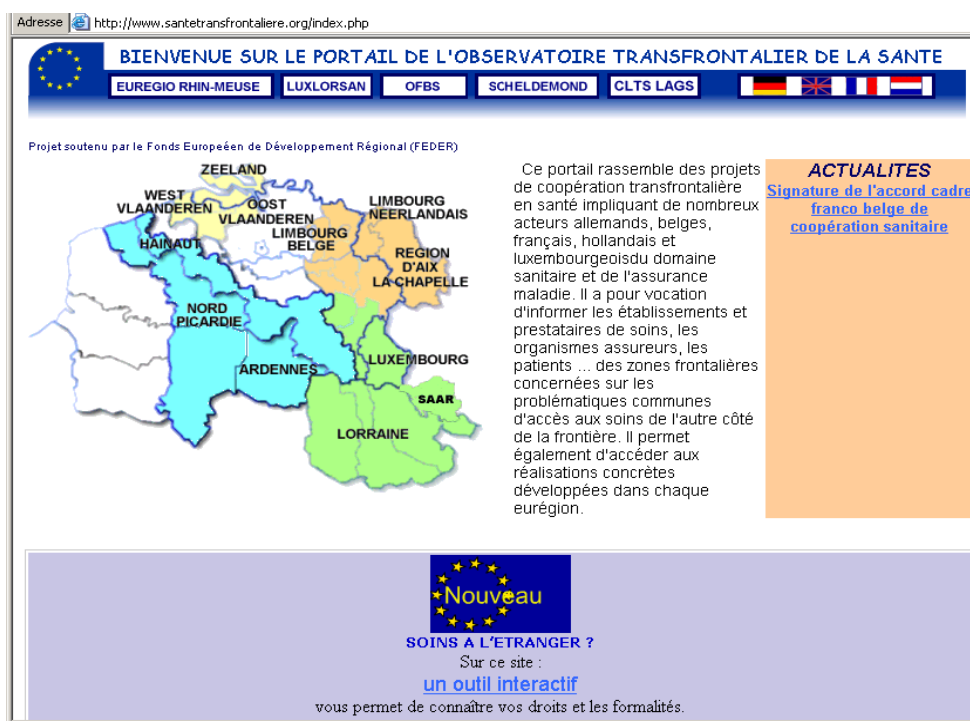 Adresse http://www.santetransfrontaliere.org/index.php
BIENVENUE SUR LE PORTAIL DE L'OBSERVATOIRE TRANSFRONTALIER DE LA SANTE
EUREGIO RHIN-MEUSE LUXLORSAN OFBS SCHELDEMOND CLTS LAGS
Projet soutenu par le Fonds Europeéen de Développement Régional (FEDER)
ZEELAND
WEST
VLAANDEREN
OOST
VLAANDEREN
LIMBOURG
NEERLANDAIS
LIMBOURG
BELGE
HAINAUT
REGION
D'AIX
LA CHAPELLE
NORD
PICARDIE
ARDENNES
LUXEMBOURG
SAAR
LORRAINE
Ce portail rassemble des projets
de coopération transfrontalière
en santé impliquant de nombreux
acteurs allemands, belges,
français, hollandais et
luxembourgeoisdu domaine
sanitaire et de l'assurance
maladie. Il a pour vocation
d'informer les établissements et
prestataires de soins, les
organismes assureurs, les
patients ... des zones frontalières
concernées sur les
problématiques communes
d'accès aux soins de l'autre côté
de la frontière. Il permet
également d'accéder aux
réalisations concrètes
développées dans chaque
eurégion.
ACTUALITES
Signature de l'accord cadre
franco belge de
coopération sanitaire
Nouveau
SOINS A L'ETRANGER ?
Sur ce site :
un outil interactif
vous permet de connaître vos droits et les formalités.